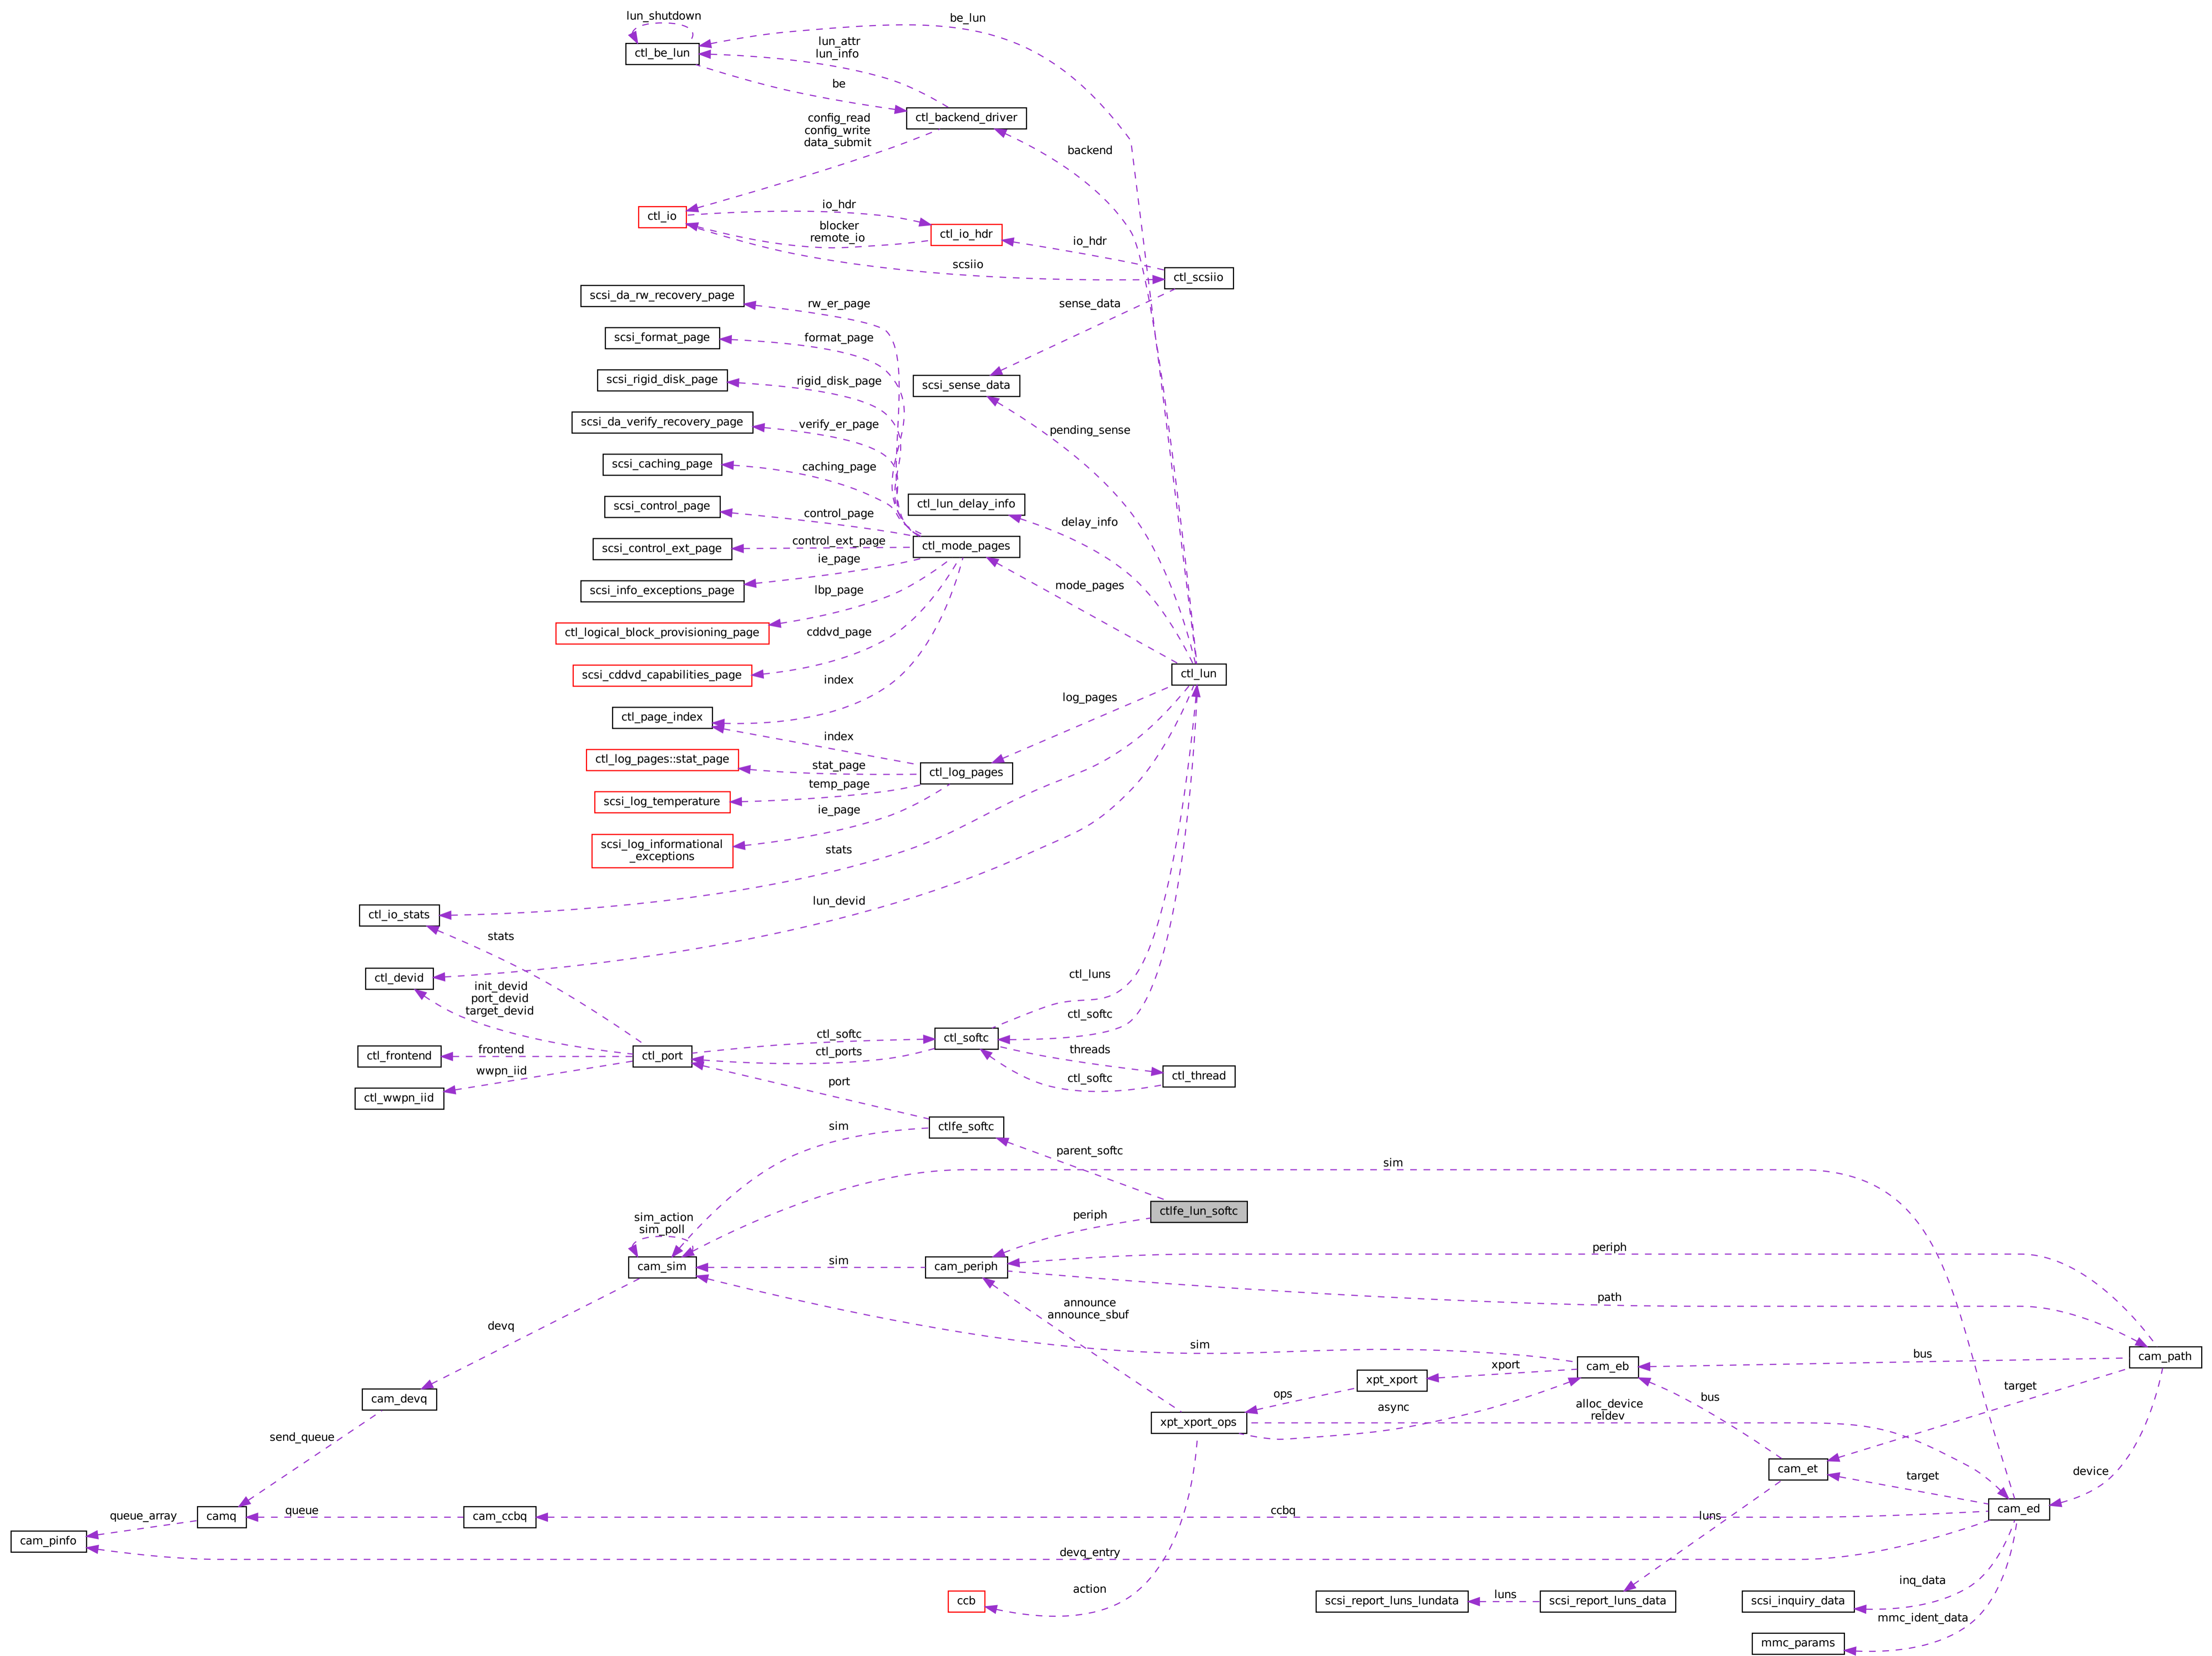 lun_shutdown
be_lun
ctl_be_lun
lun_attr
lun_info
be
ctl_backend_driver
config_read
config_write
data_submit
backend
ctl_io
io_hdr
blocker
remote_io
ctl_io_hdr
io_hdr
scsiio
ctl_scsiio
scsi_da_rw_recovery_page
rw_er_page
sense_data
scsi_format_page
format_page
scsi_rigid_disk_page
rigid_disk_page
scsi_sense_data
scsi_da_verify_recovery_page
verify_er_page
pending_sense
scsi_caching_page
caching_page
scsi_control_page
control_page
ctl_lun_delay_info
delay_info
scsi_control_ext_page
control_ext_page
ctl_mode_pages
ie_page
scsi_info_exceptions_page
lbp_page
mode_pages
ctl_logical_block_provisioning_page
cddvd_page
scsi_cddvd_capabilities_page
index
ctl_lun
log_pages
ctl_page_index
index
ctl_log_pages::stat_page
stat_page
ctl_log_pages
temp_page
scsi_log_temperature
ie_page
scsi_log_informational
_exceptions
stats
lun_devid
ctl_io_stats
stats
ctl_devid
init_devid
port_devid
target_devid
ctl_luns
ctl_softc
ctl_frontend
frontend
ctl_port
ctl_softc
ctl_ports
ctl_softc
threads
wwpn_iid
ctl_wwpn_iid
port
ctl_softc
ctl_thread
sim
ctlfe_softc
parent_softc
sim
sim_action
sim_poll
periph
ctlfe_lun_softc
cam_sim
sim
cam_periph
periph
path
announce
announce_sbuf
devq
sim
cam_eb
bus
cam_path
xport
xpt_xport
ops
cam_devq
xpt_xport_ops
async
alloc_device
reldev
bus
target
send_queue
cam_et
target
device
queue_array
camq
queue
cam_ccbq
ccbq
luns
cam_ed
cam_pinfo
devq_entry
action
ccb
scsi_report_luns_lundata
luns
scsi_report_luns_data
scsi_inquiry_data
inq_data
mmc_ident_data
mmc_params